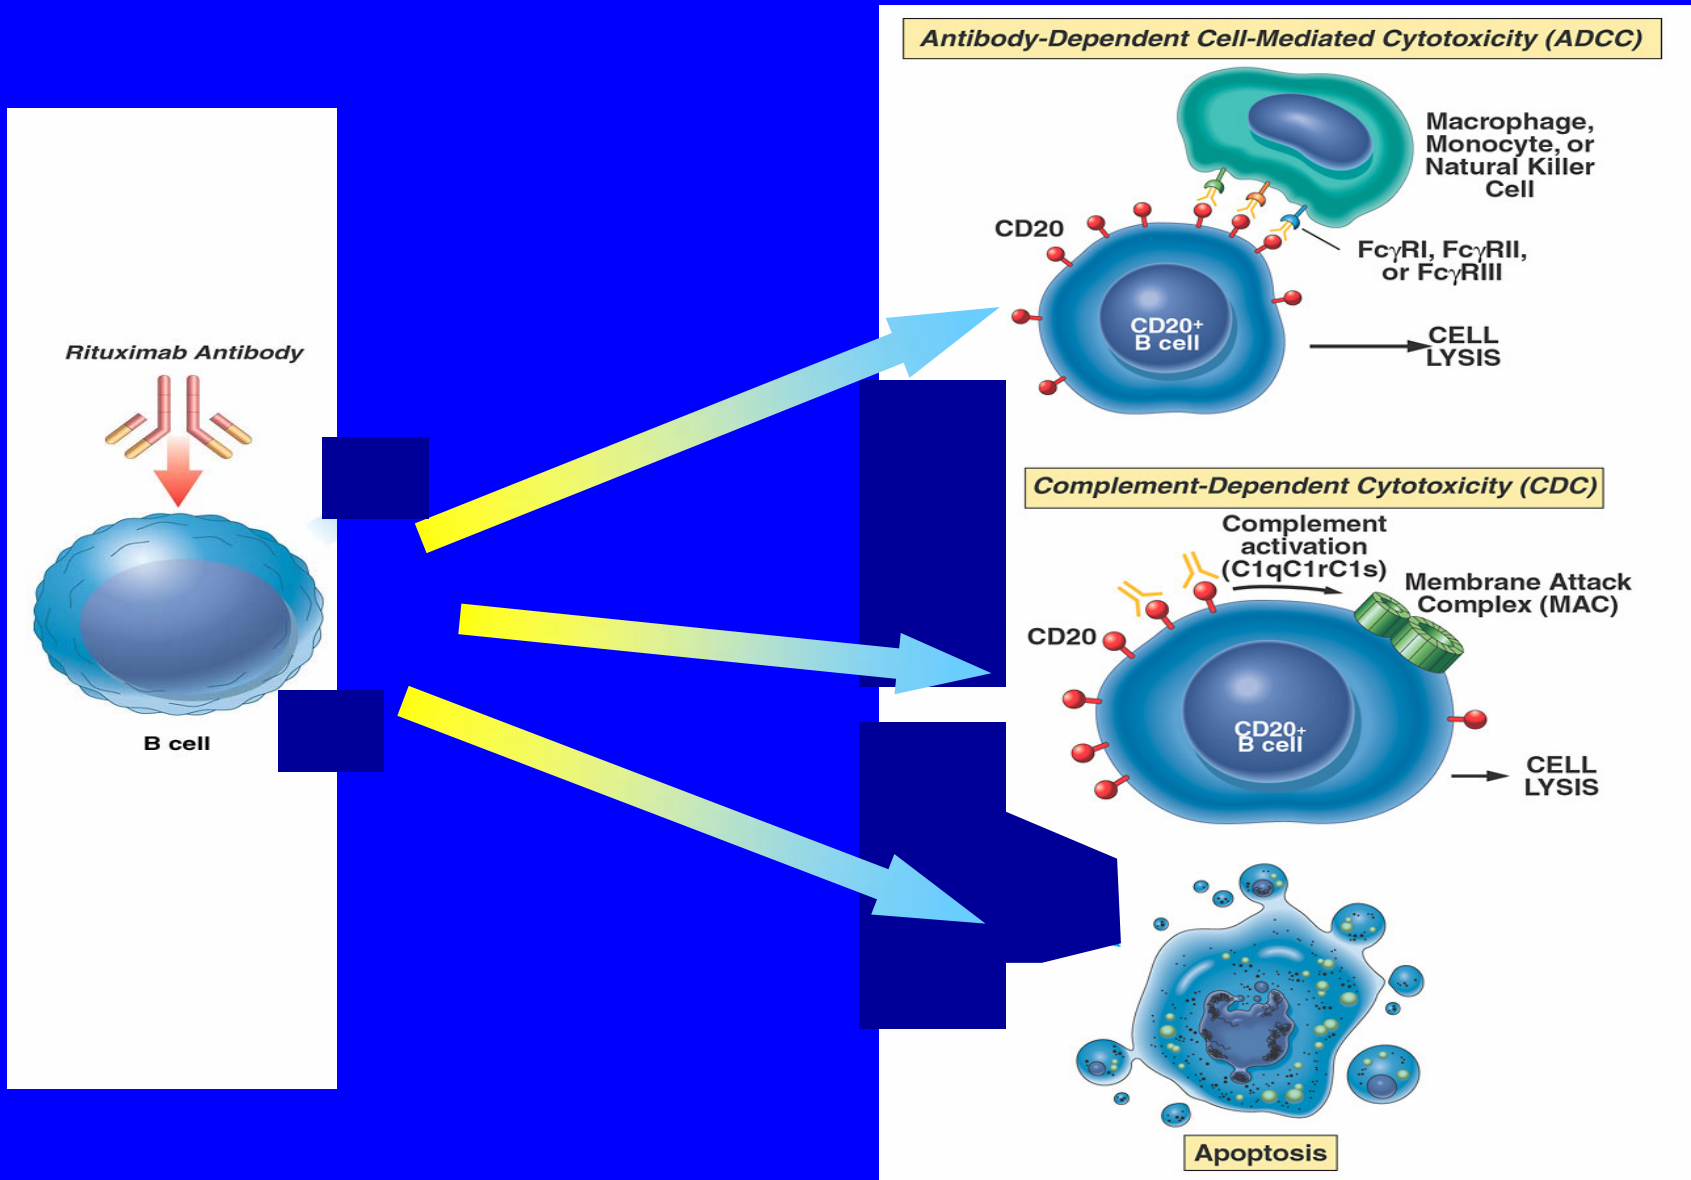 Antibody-Dependent Cell-Mediated Cytotoxicity (ADCC)
Macrophage,
Monocyte, or
Natural Killer
Cell
CD20
FcγRI, FcγRII,
or FcγRIII
CD20+
B cell
CELL
LYSIS
Rituximab Antibody
B cell
Complement-Dependent Cytotoxicity (CDC)
Complement
activation
(C1qC1rC1s)
Membrane Attack
Complex (MAC)
CD20
CD20+
B cell
CELL
LYSIS
Apoptosis